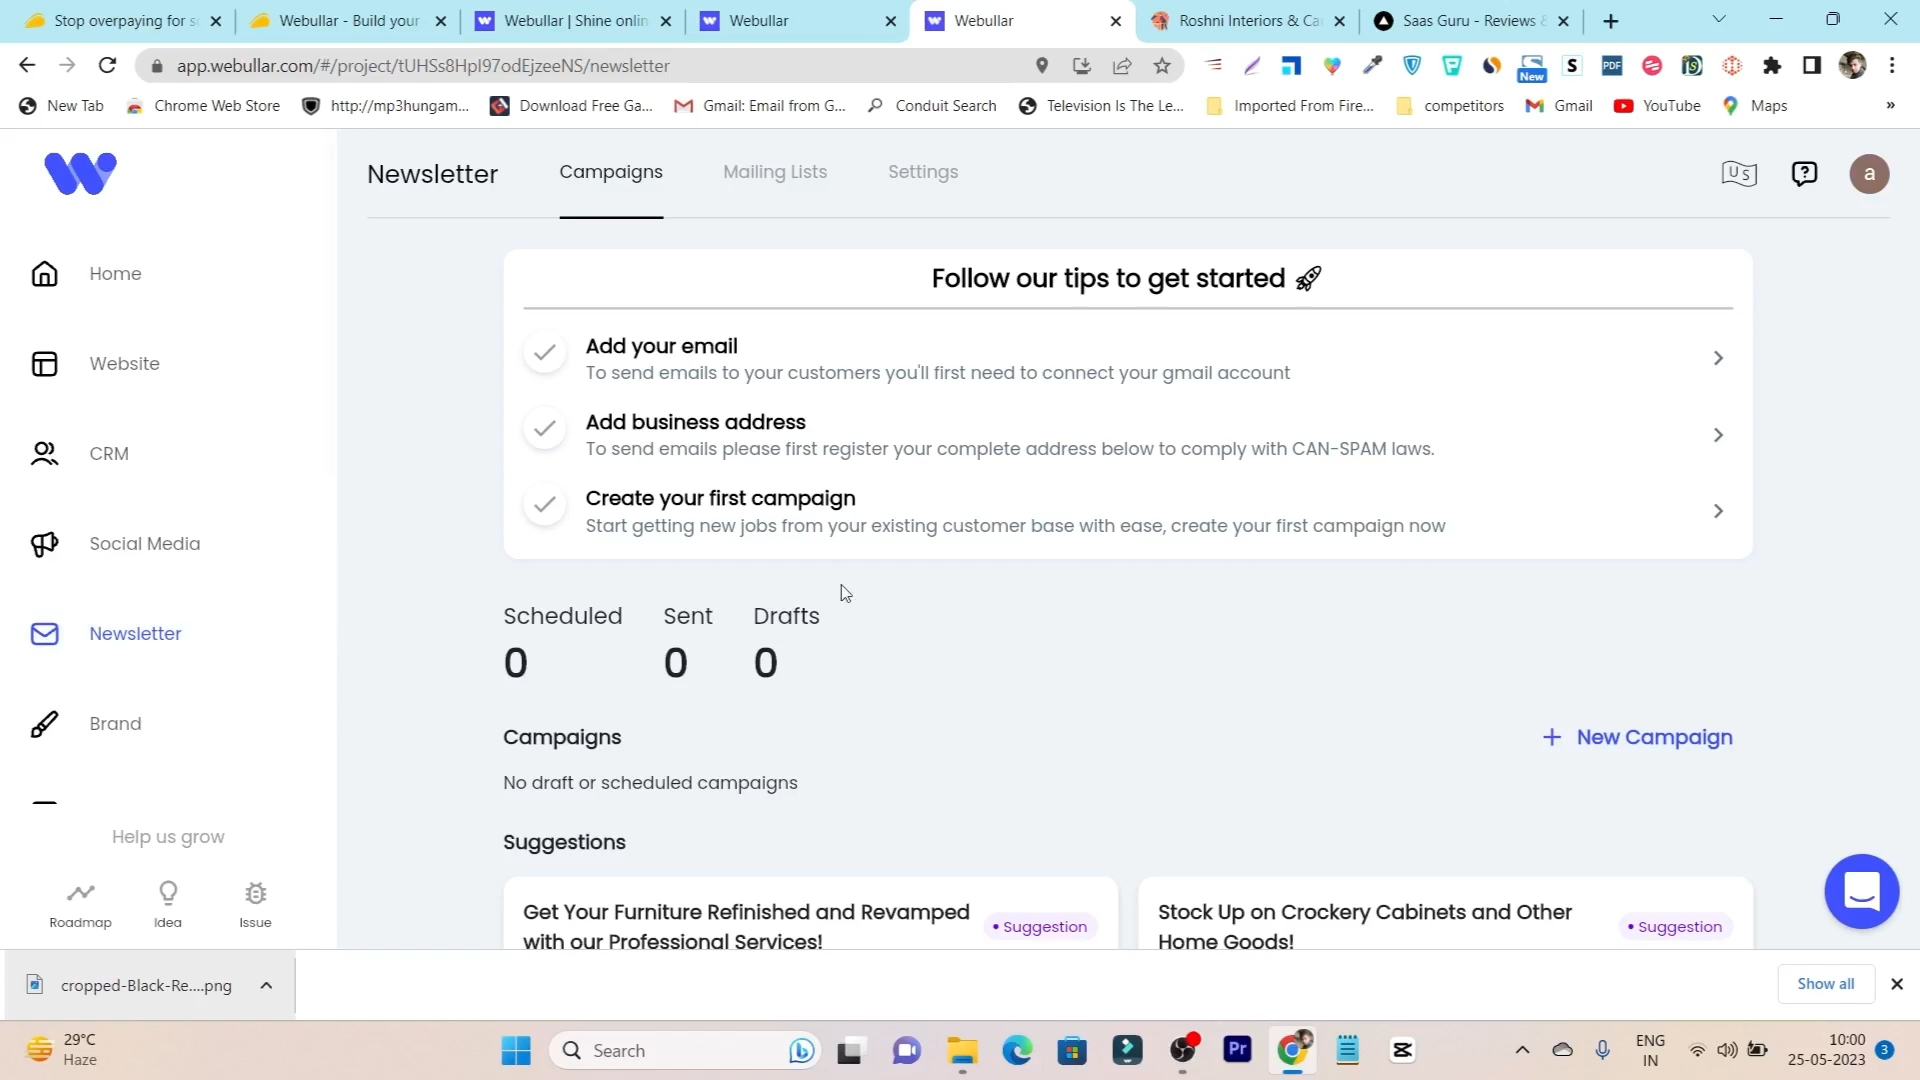 Stop overpaying for s
Webullar - Build your
Webullar | Shine onlin
Webullar
Webullar
Roshni Interiors & Ca
Saas Guru - Reviews &
app.webullar.com/#/project/tUHSs8HpI97odEjzeeNS/newsletter
New
S
PDF
New Tab
Chrome Web Store
http://mp3hungam...
Download Free Ga...
Gmail: Email from G...
Conduit Search
Television Is The Le...
Imported From Fire...
competitors
Gmail
YouTube
Maps
»
Newsletter
Campaigns
Mailing Lists
Settings
US
?
a
Home
Website
CRM
Social Media
Newsletter
Brand
Follow our tips to get started 🚀
Add your email
To send emails to your customers you'll first need to connect your gmail account
Add business address
To send emails please first register your complete address below to comply with CAN-SPAM laws.
Create your first campaign
Start getting new jobs from your existing customer base with ease, create your first campaign now
Scheduled
Sent
Drafts
0
0
0
Campaigns
+ New Campaign
No draft or scheduled campaigns
Suggestions
Get Your Furniture Refinished and Revamped
with our Professional Services!
• Suggestion
Stock Up on Crockery Cabinets and Other
Home Goods!
• Suggestion
Help us grow
Roadmap
Idea
Issue
cropped-Black-Re....png
Show all
29°C
Haze
Search
Pr
ENG
IN
10:00
25-05-2023
3